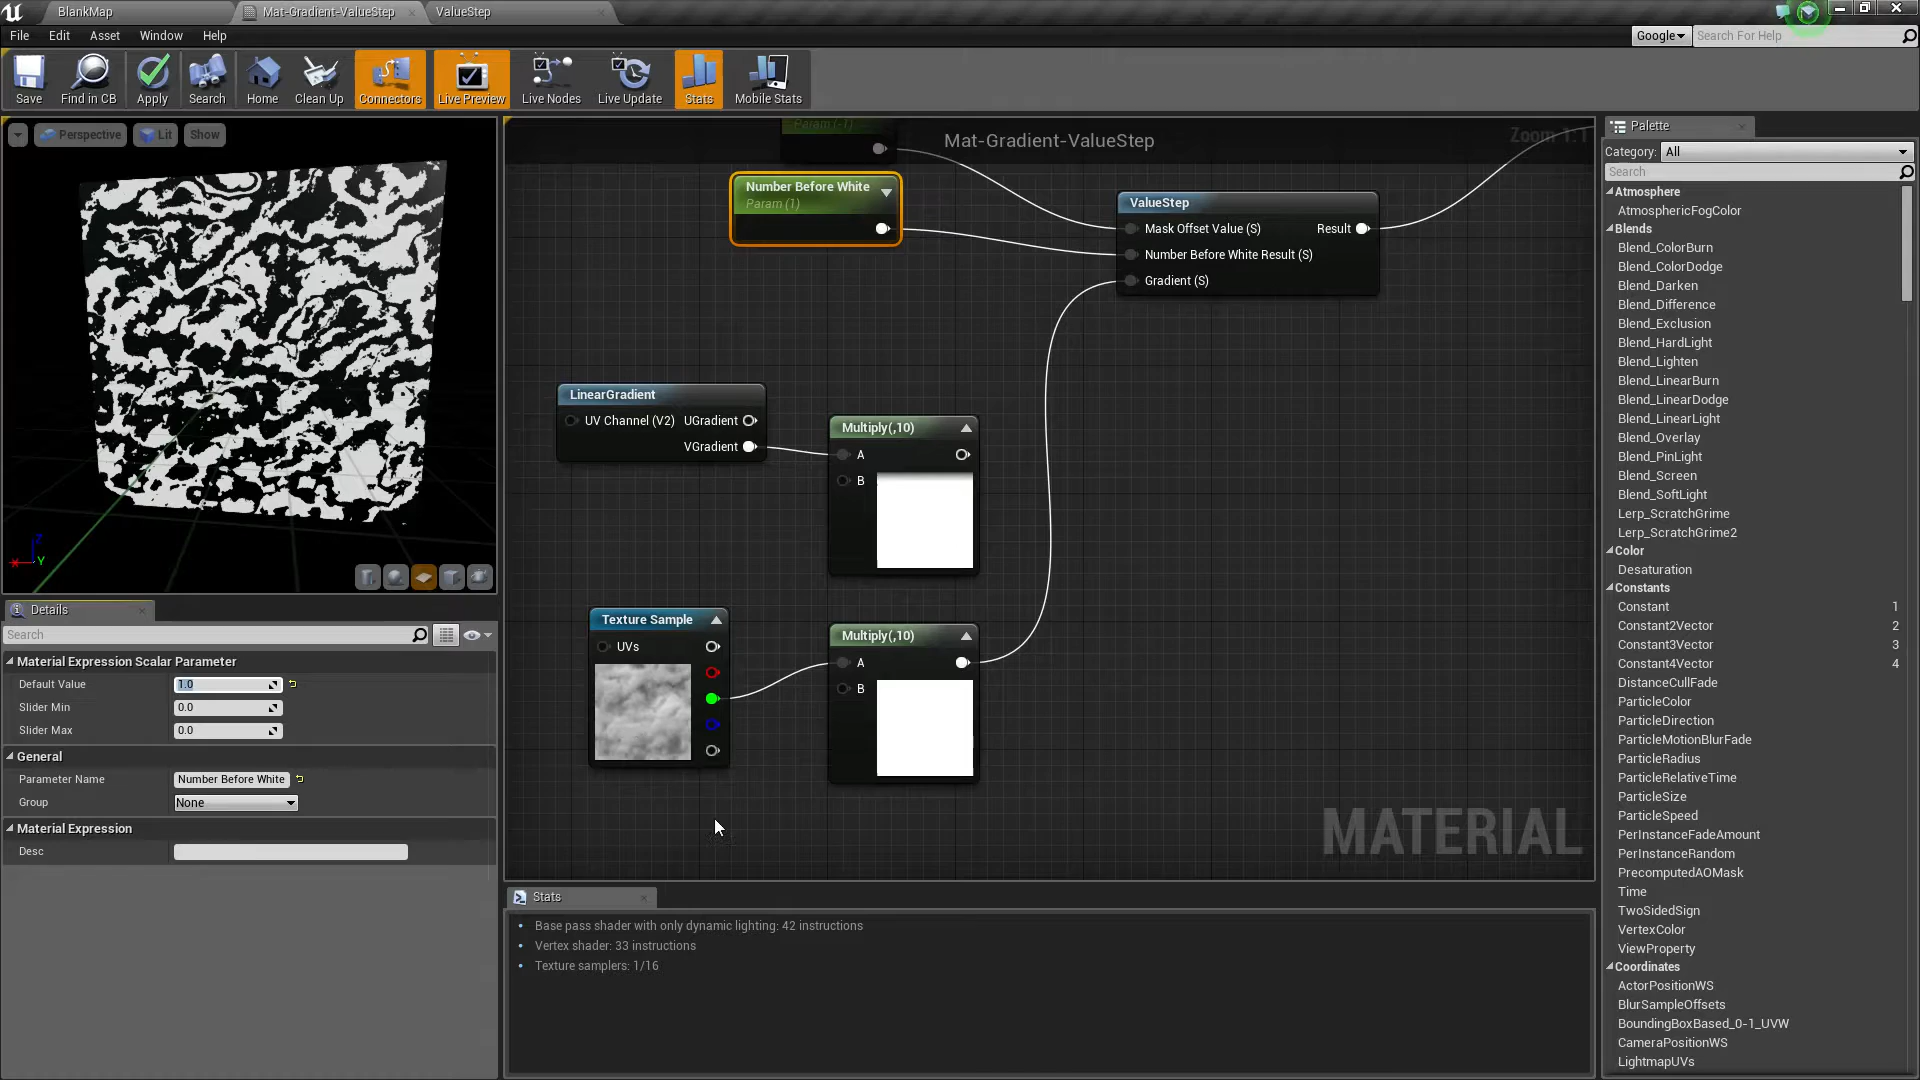 BlankMap
Mat-Gradient-ValueStep
ValueStep
File
Edit
Asset
Window
Help
Google
Search For Help
Save
Find in CB
Apply
Search
Home
Clean Up
Connectors
Live Preview
Live Nodes
Live Update
Stats
Mobile Stats
Perspective
Lit
Show
Z
X
Y
Param (-1)
Mat-Gradient-ValueStep
Zoom 1:1
Number Before White
Param (1)
ValueStep
Mask Offset Value (S)
Result
Number Before White Result (S)
Gradient (S)
LinearGradient
UV Channel (V2)
UGradient
VGradient
Multiply(,10)
A
B
Texture Sample
UVs
Multiply(,10)
A
B
MATERIAL
Details
Search
Material Expression Scalar Parameter
Default Value
1.0
Slider Min
0.0
Slider Max
0.0
General
Parameter Name
Number Before White
Group
None
Material Expression
Desc
Stats
Base pass shader with only dynamic lighting: 42 instructions
Vertex shader: 33 instructions
Texture samplers: 1/16
Palette
Category:
All
Search
Atmosphere
AtmosphericFogColor
Blends
Blend_ColorBurn
Blend_ColorDodge
Blend_Darken
Blend_Difference
Blend_Exclusion
Blend_HardLight
Blend_Lighten
Blend_LinearBurn
Blend_LinearDodge
Blend_LinearLight
Blend_Overlay
Blend_PinLight
Blend_Screen
Blend_SoftLight
Lerp_ScratchGrime
Lerp_ScratchGrime2
Color
Desaturation
Constants
Constant 1
Constant2Vector 2
Constant3Vector 3
Constant4Vector 4
DistanceCullFade
ParticleColor
ParticleDirection
ParticleMotionBlurFade
ParticleRadius
ParticleRelativeTime
ParticleSize
ParticleSpeed
PerInstanceFadeAmount
PerInstanceRandom
PrecomputedAOMask
Time
TwoSidedSign
VertexColor
ViewProperty
Coordinates
ActorPositionWS
BlurSampleOffsets
BoundingBoxBased_0-1_UVW
CameraPositionWS
LightmapUVs